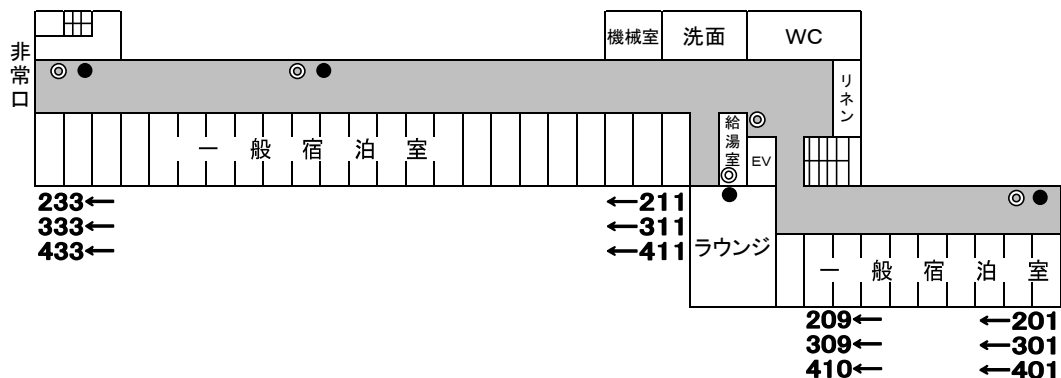 非常口
機械室
洗面
WC
リネン
給湯室
EV
一般宿泊室
233← ←211
333← ←311
433← ←411
ラウンジ
一般宿泊室
209← ←201
309← ←301
410← ←401